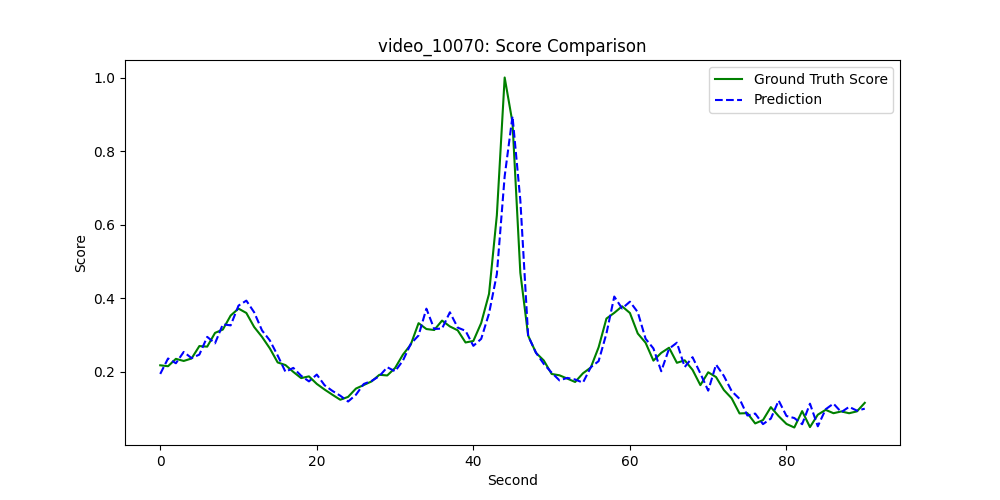 video_10070: Score Comparison
Ground Truth Score
Prediction
1.0
0.8
0.6
0.4
0.2
Score
0 20 40 60 80
Second